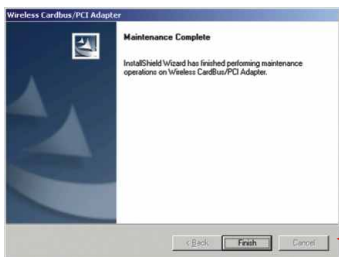 Wireless Cardbus/PCI Adapter
Maintenance Complete
InstallShield Wizard has finished performing maintenance
operations on Wireless CardBus/PCI Adapter.
< Back
Finish
Cancel